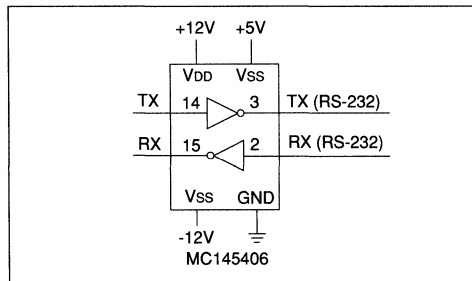 +12V +5V
VDD VSS
TX 14 3 TX (RS-232)
RX 15 2 RX (RS-232)
VSS GND
-12V
MC145406